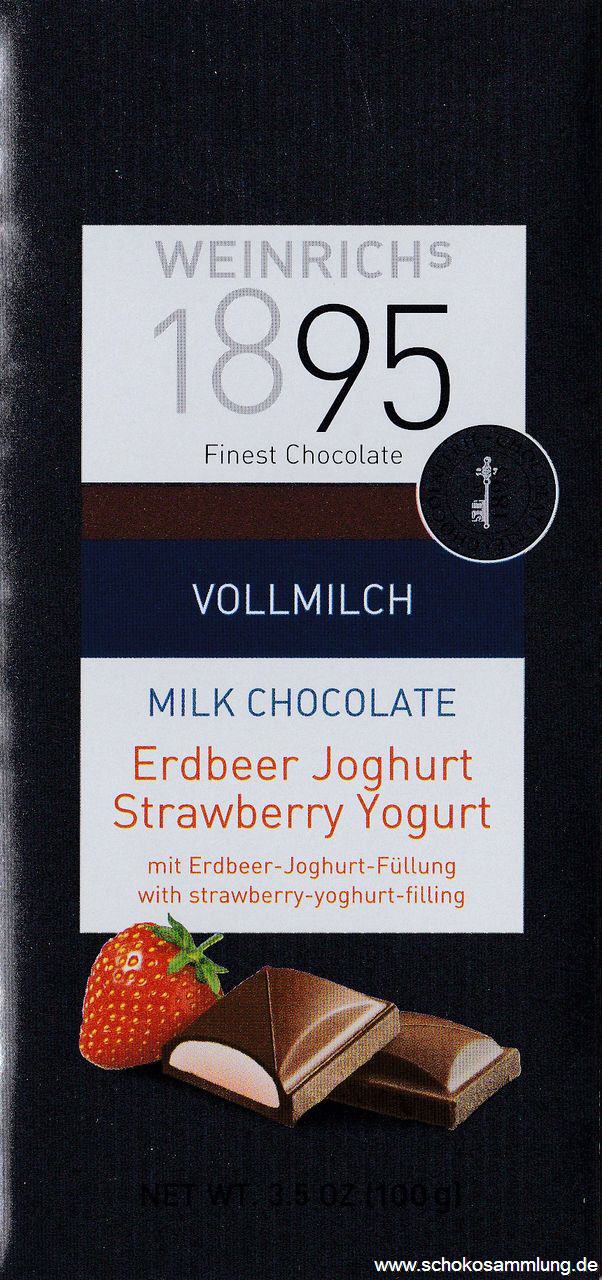 WEINRICHS
1895
Finest Chocolate
VOLLMILCH
MILK CHOCOLATE
Erdbeer Joghurt
Strawberry Yogurt
mit Erdbeer-Joghurt-Füllung
with strawberry-yoghurt-filling
NET WT. 3.5 OZ (100 g)
www.schokosammlung.de